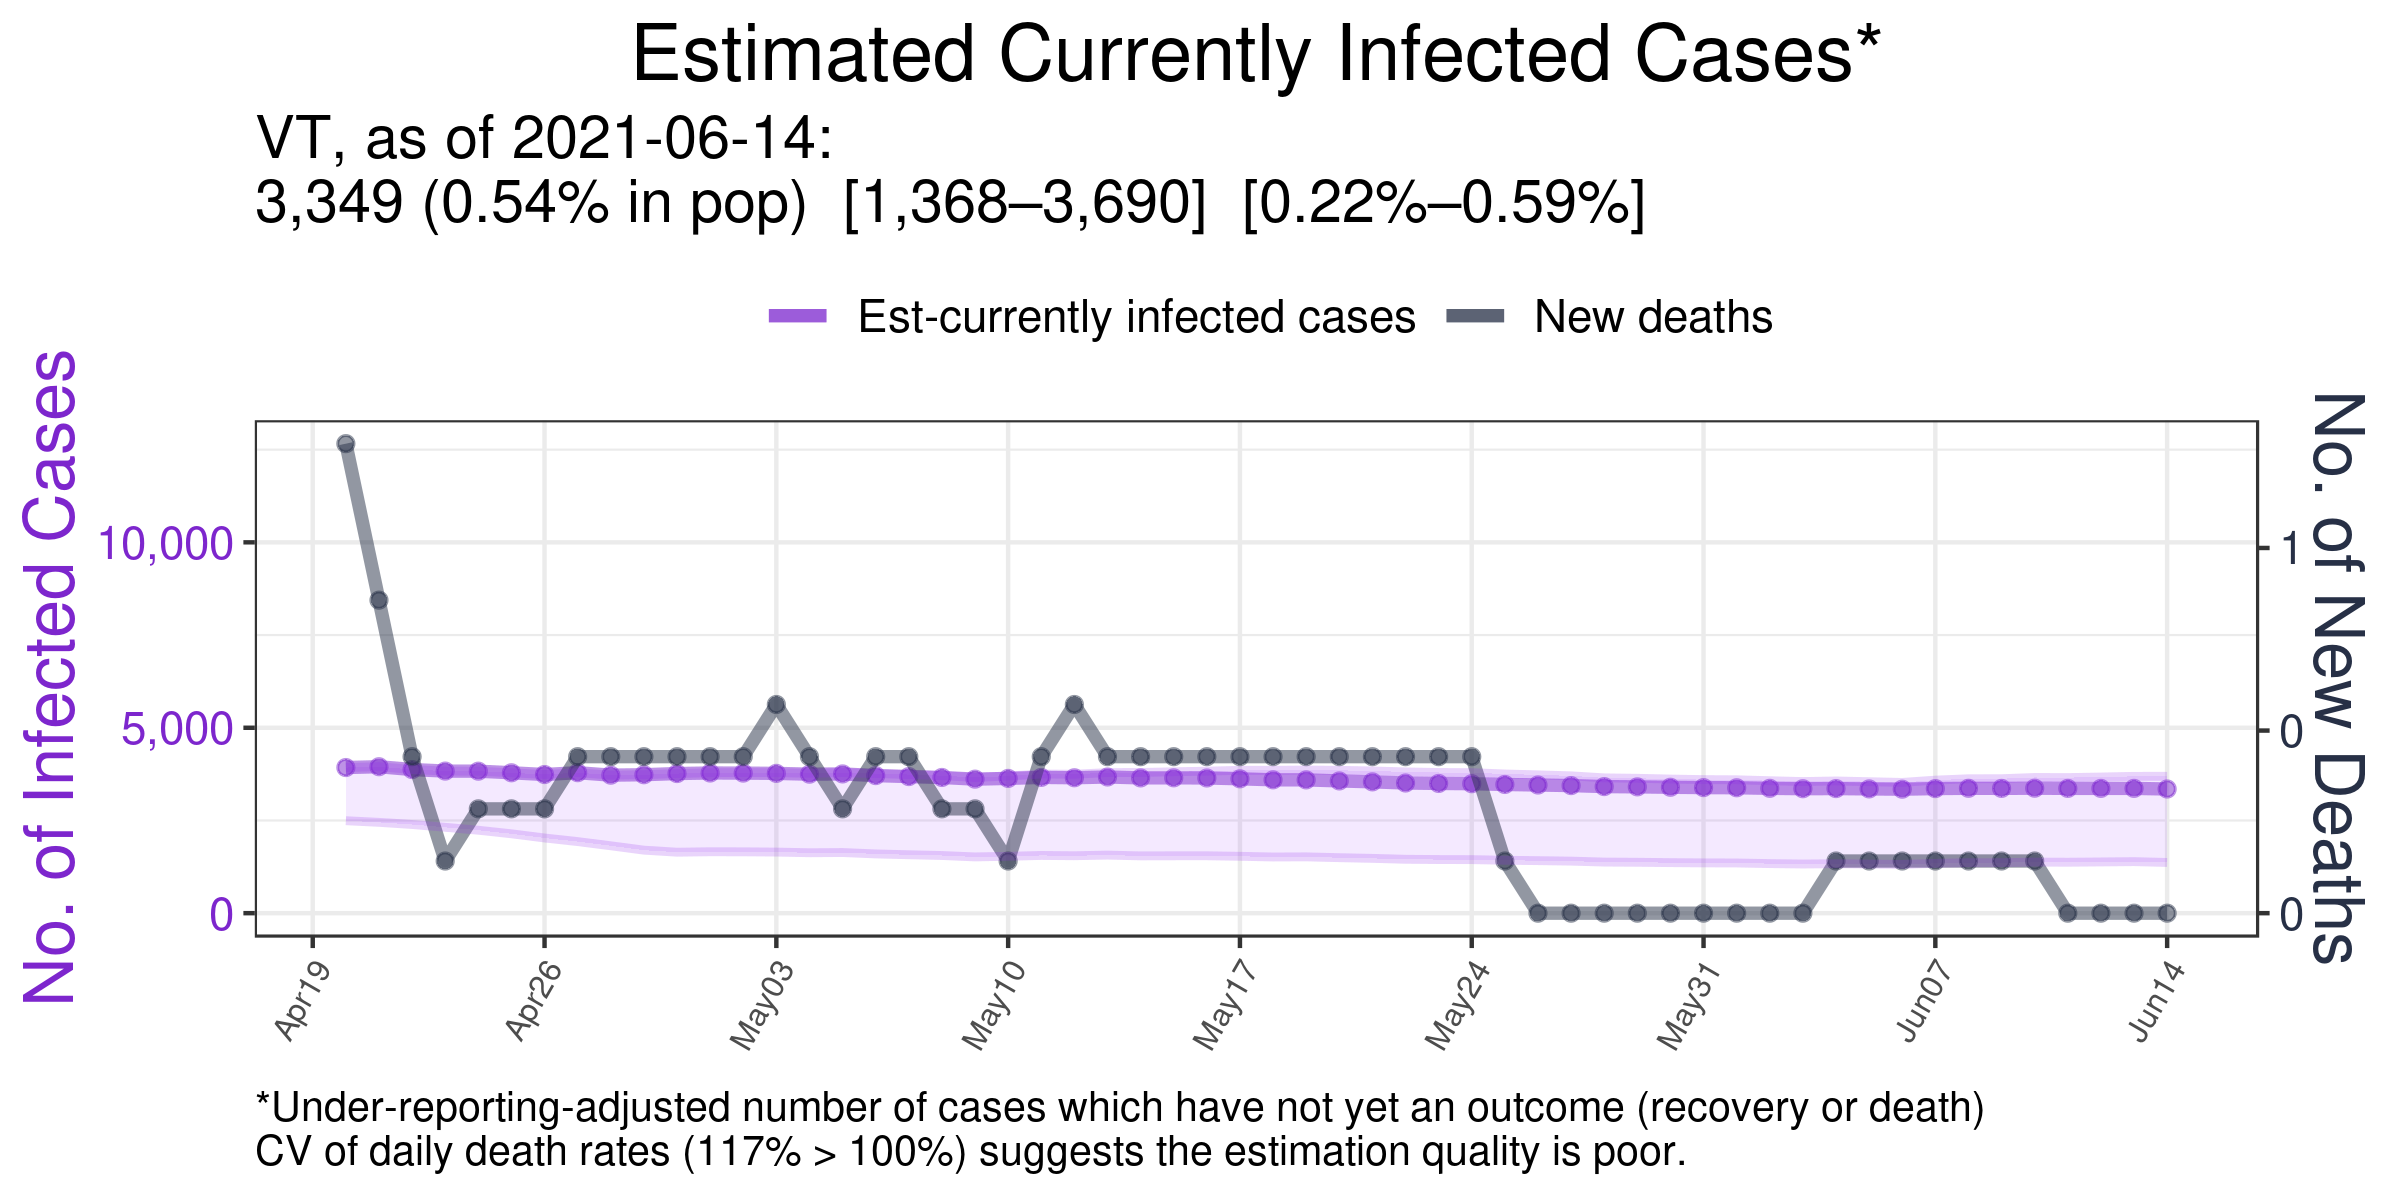 Estimated Currently Infected Cases*
VT, as of 2021-06-14:
3,349 (0.54% in pop)  [1,368–3,690]  [0.22%–0.59%]
Est-currently infected cases
New deaths
No. of Infected Cases
10,000
5,000
0
1
0
0
No. of New Deaths
Apr19
Apr26
May03
May10
May17
May24
May31
Jun07
Jun14
*Under-reporting-adjusted number of cases which have not yet an outcome (recovery or death)
CV of daily death rates (117% > 100%) suggests the estimation quality is poor.